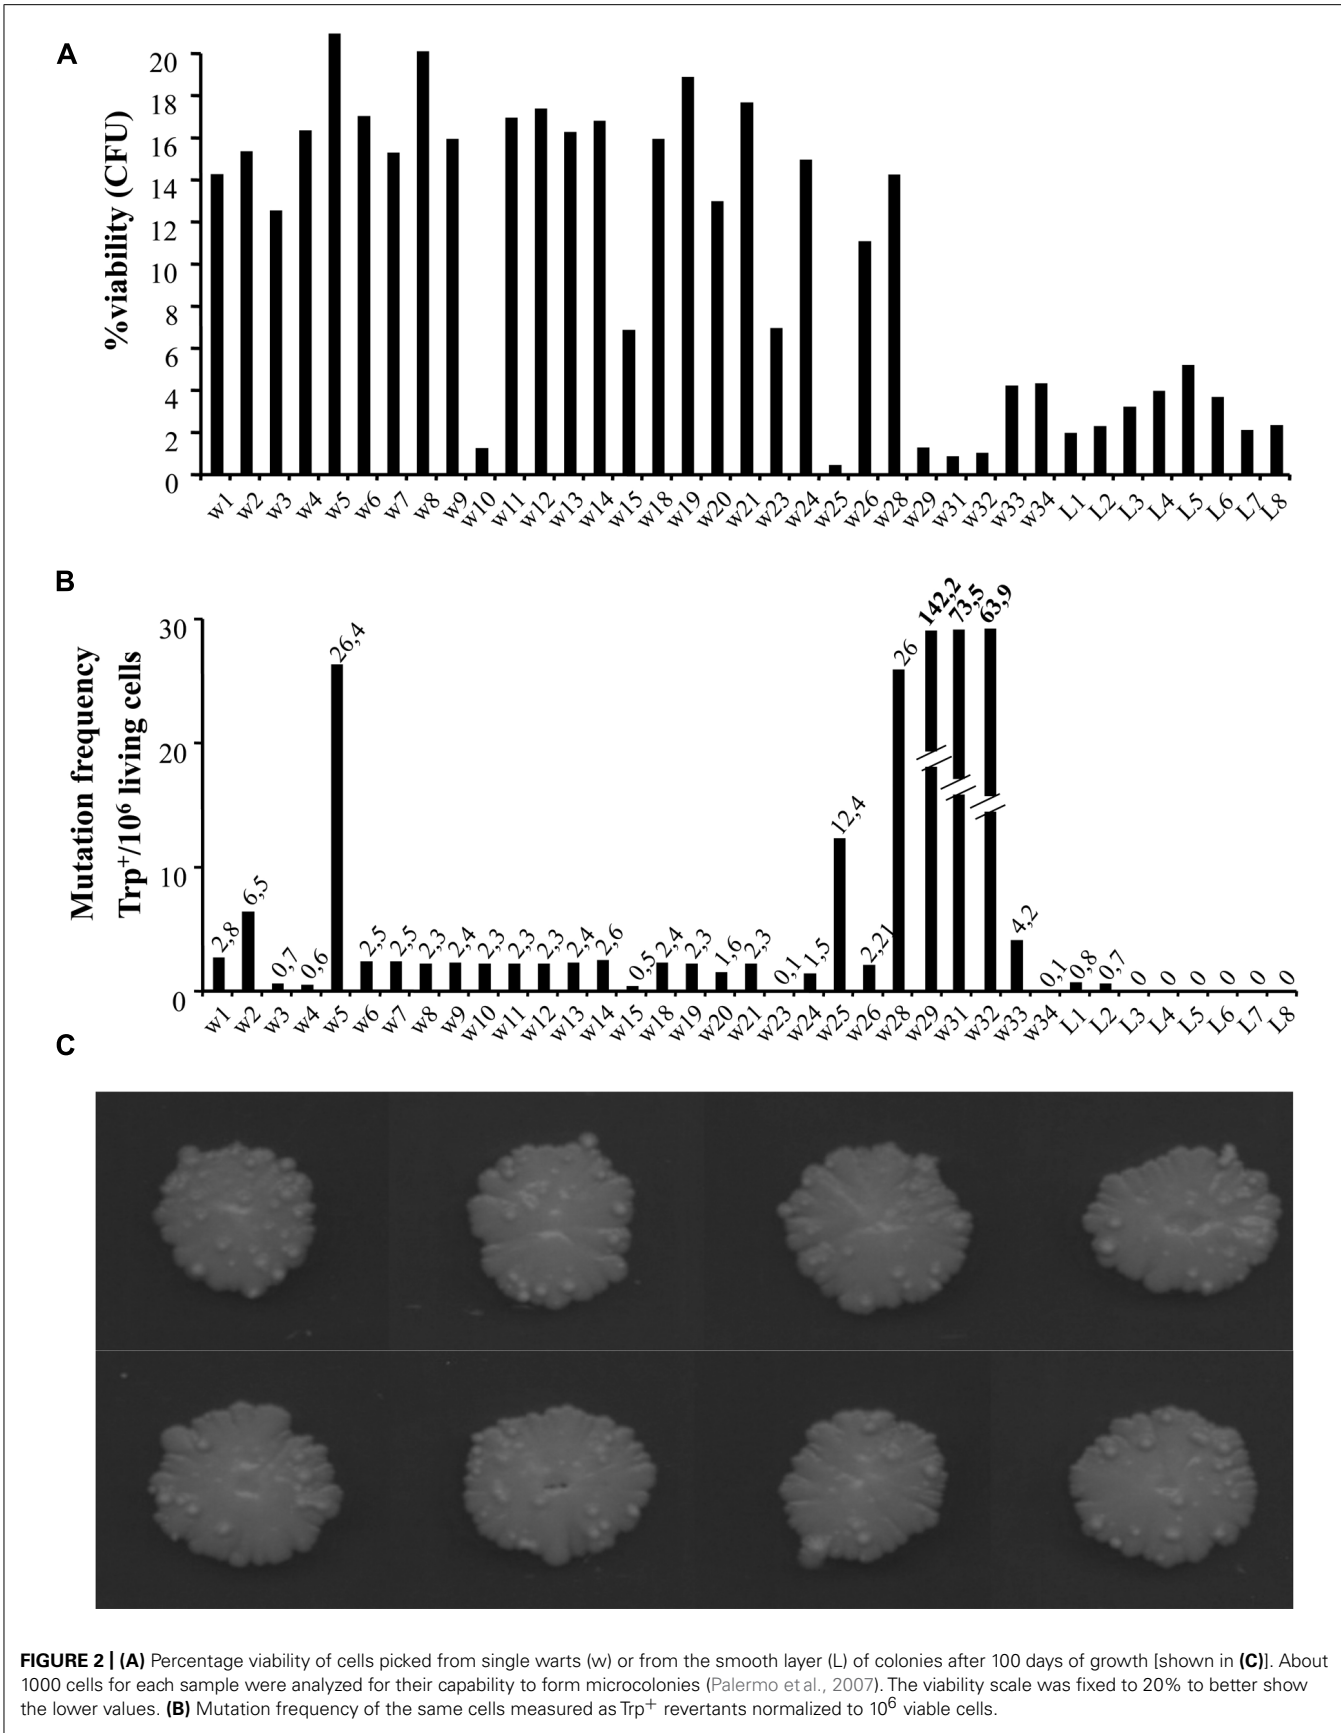 A
%viability (CFU)
20
18
16
14
12
10
8
6
4
2
0
w1 w2 w3 w4 w5 w6 w7 w8 w9 w10 w11 w12 w13 w14 w15 w18 w19 w20 w21 w23 w24 w25 w26 w28 w29 w31 w32 w33 w34 L1 L2 L3 L4 L5 L6 L7 L8
B
Mutation frequency
Trp+/10⁶ living cells
30
20
10
0
2,8 6,5 0,7 0,6 26,4 2,5 2,5 2,3 2,4 2,3 2,3 2,3 2,4 2,6 0,5 2,4 2,3 1,6 2,3 0,1 1,5 12,4 2,21 26 142,2 73,5 63,9 4,2 0,1 0,8 0,7 0 0 0 0 0 0
w1 w2 w3 w4 w5 w6 w7 w8 w9 w10 w11 w12 w13 w14 w15 w18 w19 w20 w21 w23 w24 w25 w26 w28 w29 w31 w32 w33 w34 L1 L2 L3 L4 L5 L6 L7 L8
C
FIGURE 2 | (A) Percentage viability of cells picked from single warts (w) or from the smooth layer (L) of colonies after 100 days of growth [shown in (C)]. About
1000 cells for each sample were analyzed for their capability to form microcolonies (Palermo et al., 2007). The viability scale was fixed to 20% to better show
the lower values. (B) Mutation frequency of the same cells measured as Trp+ revertants normalized to 10⁶ viable cells.